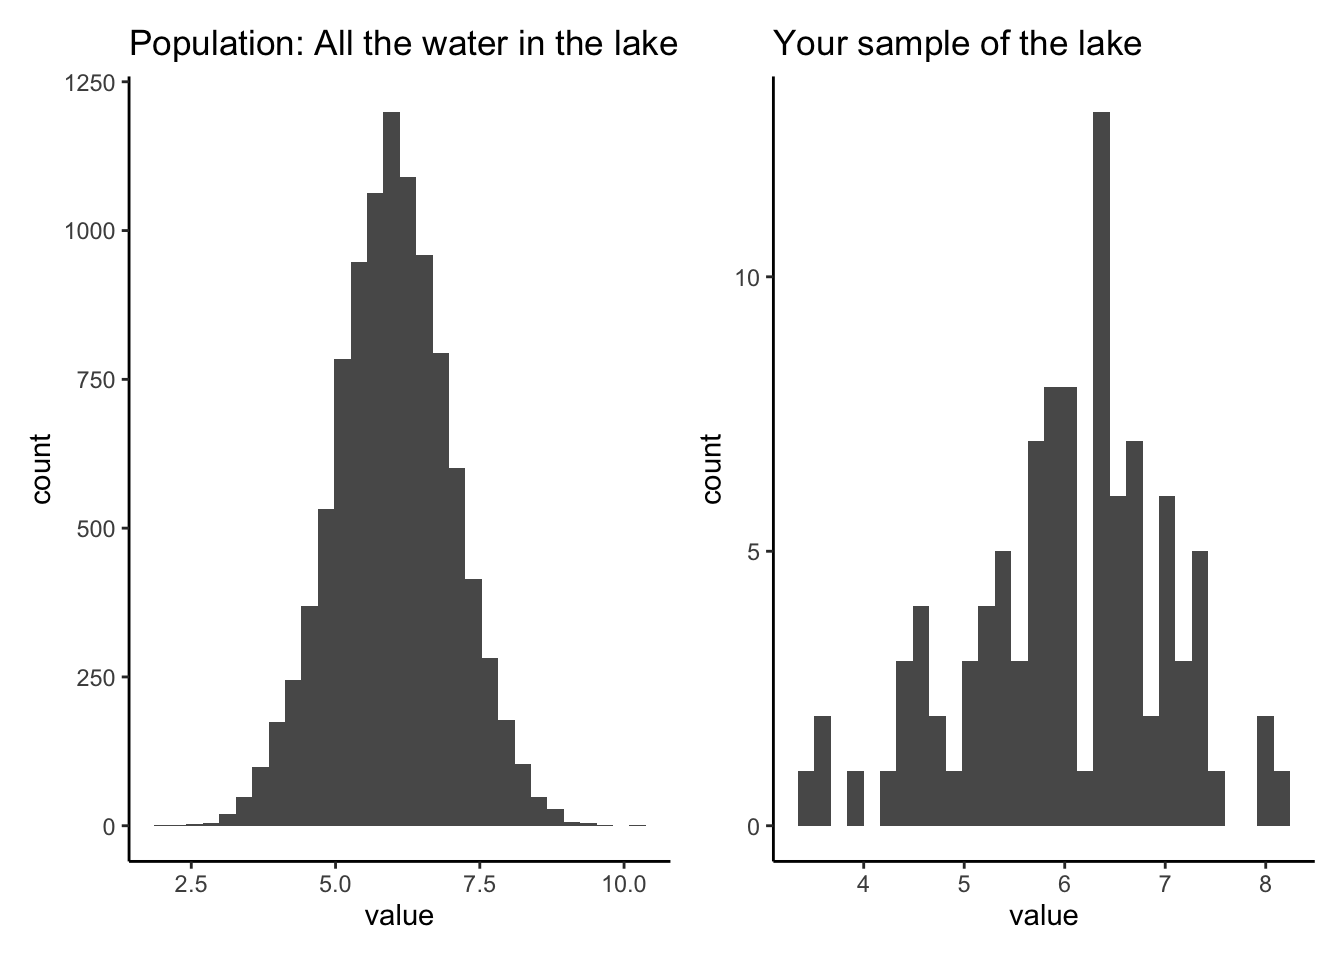 Population: All the water in the lake
1250
1000
750
500
250
0
count
2.5 5.0 7.5 10.0
value
Your sample of the lake
10
5
0
count
4 5 6 7 8
value